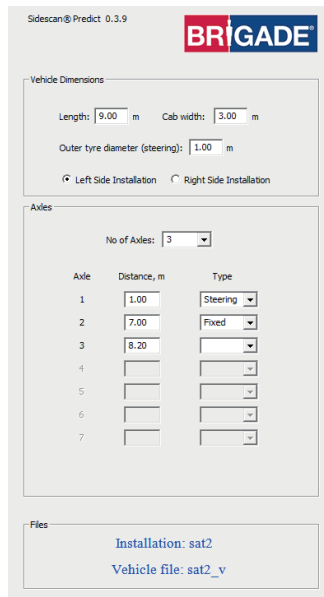 Sidescan® Predict 0.3.9
BRIGADE®
Vehicle Dimensions
Length: 9.00 m Cab width: 3.00 m
Outer tyre diameter (steering): 1.00 m
Left Side Installation Right Side Installation
Axles
No of Axles: 3
Axle Distance, m Type
1 1.00 Steering
2 7.00 Fixed
3 8.20
4
5
6
7
Files
Installation: sat2
Vehicle file: sat2_v